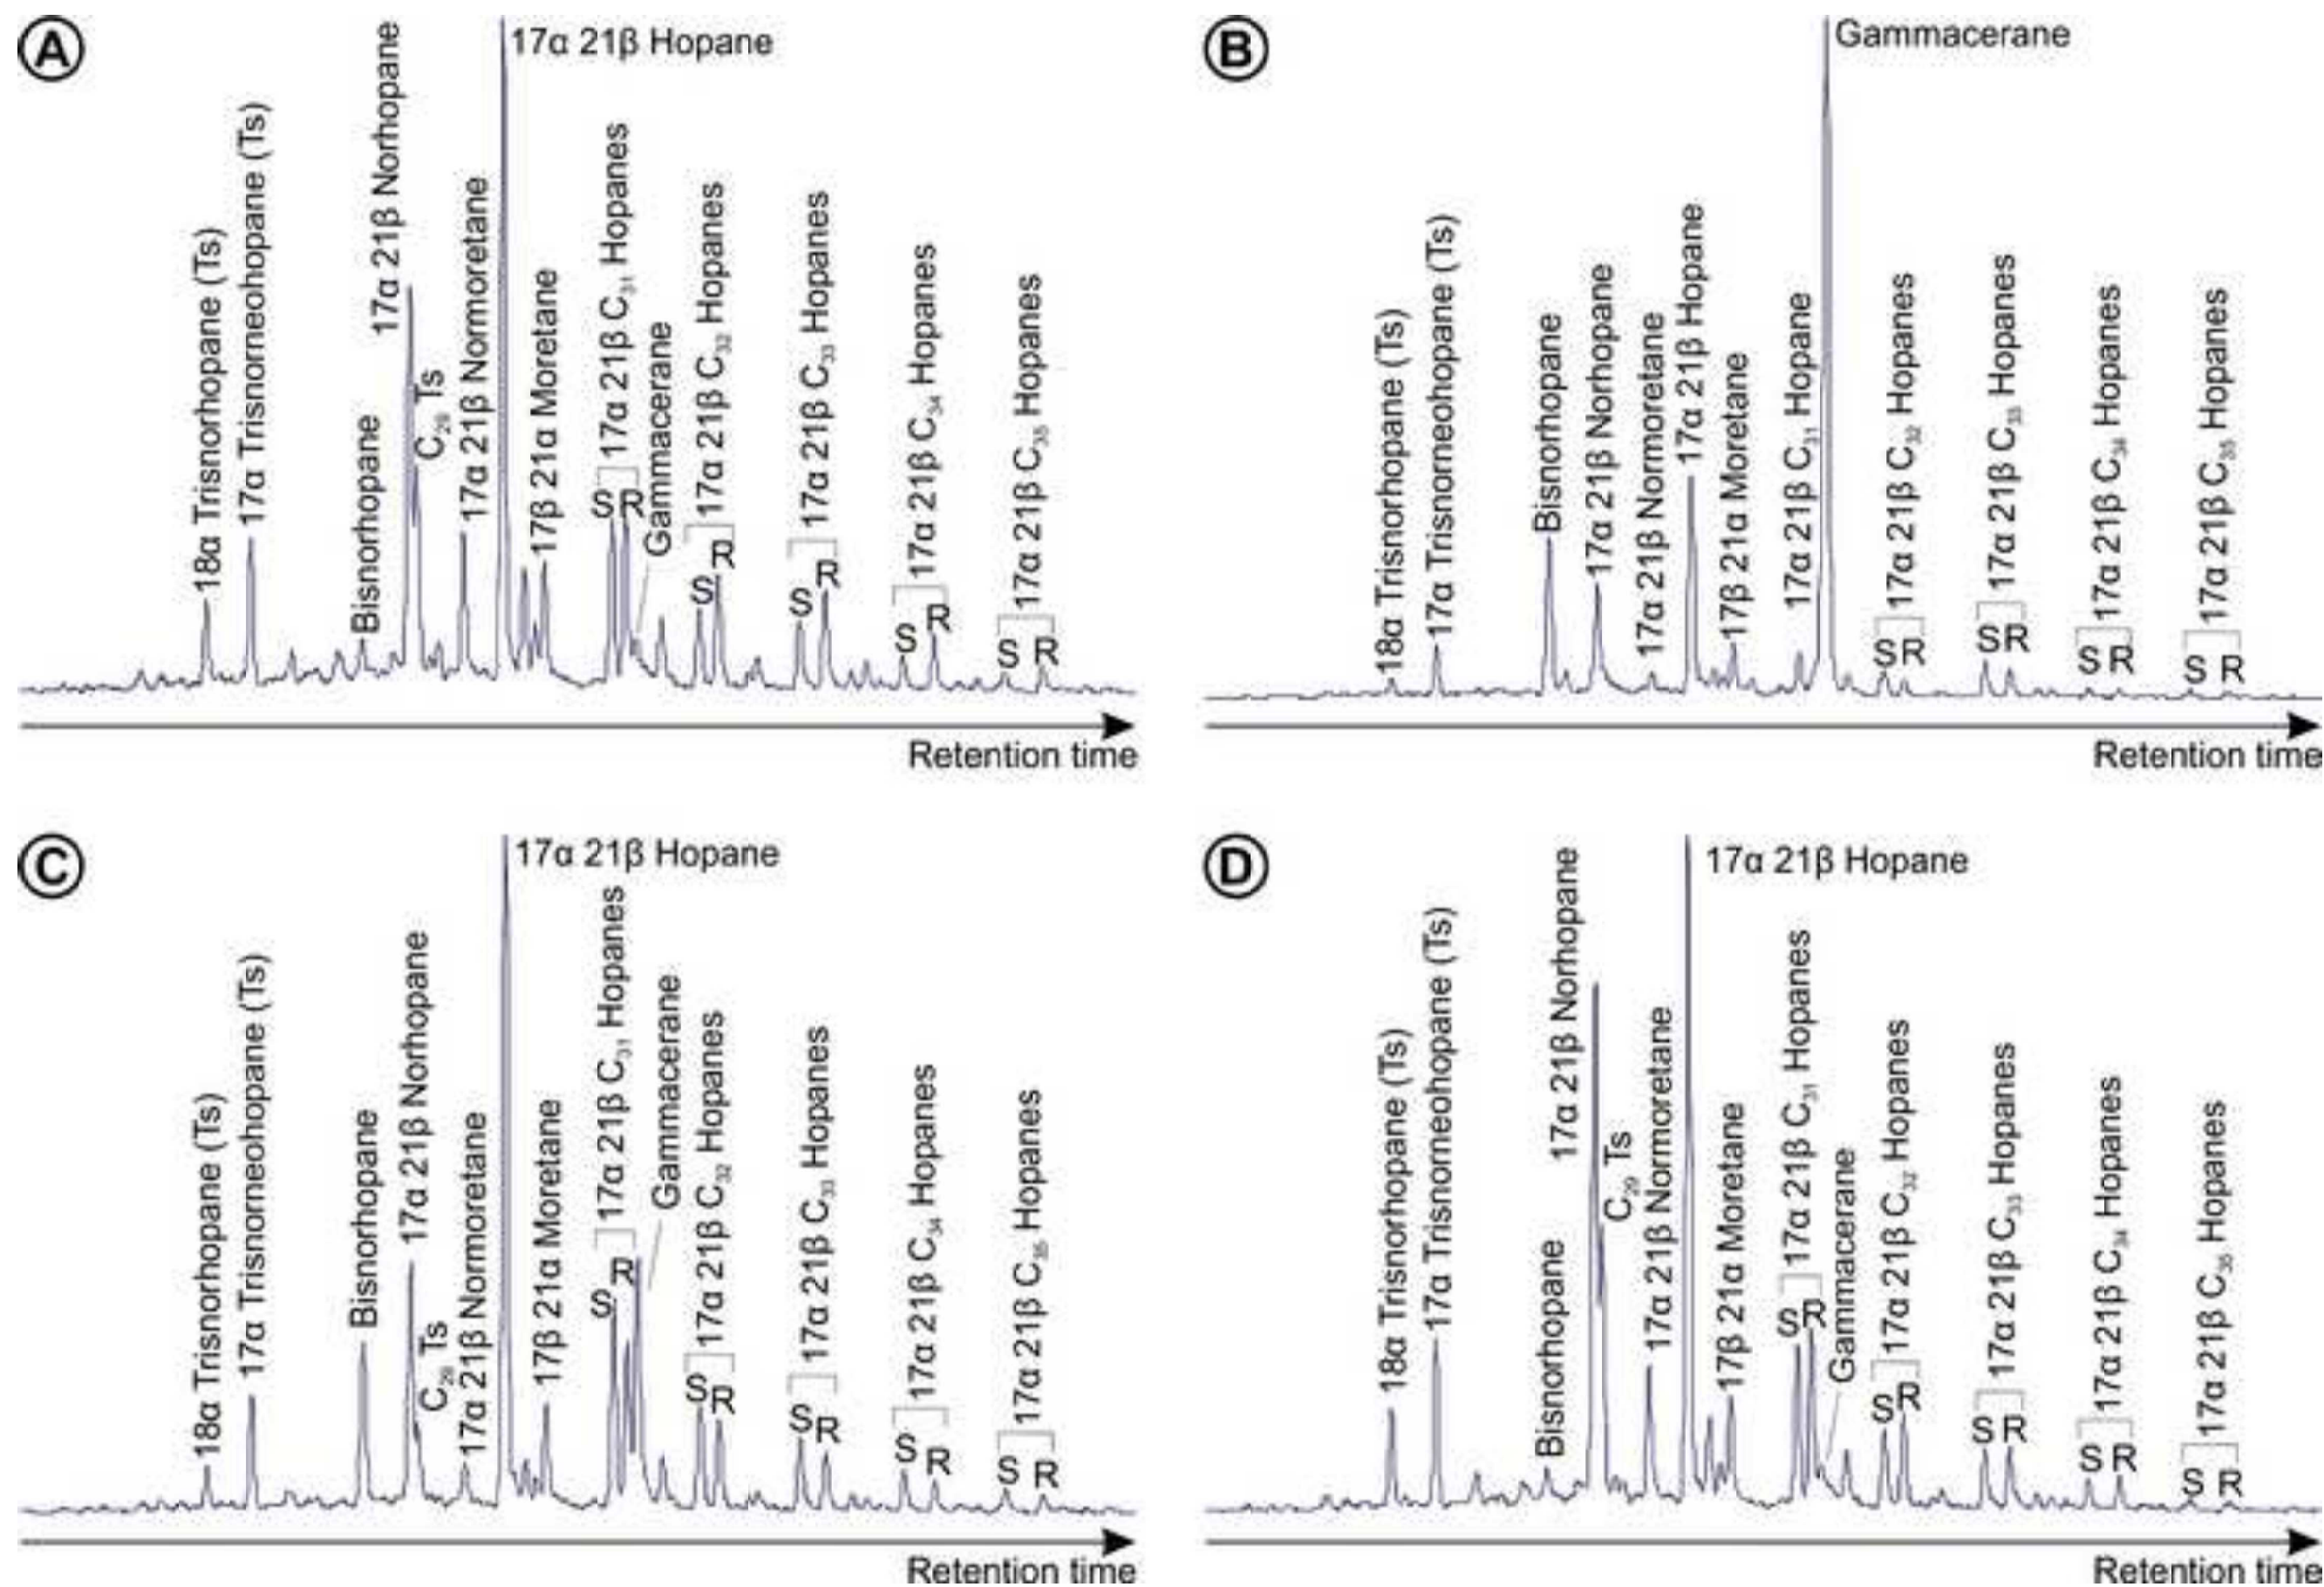 A
17α 21β Hopane
18α Trisnorhopane (Ts)
17α Trisnorneohopane (Ts)
Bisnorhopane
17α 21β Norhopane
C₂₉ Ts
17α 21β Normoretane
17β 21α Moretane
S R 17α 21β C₃₁ Hopanes
Gammacerane
S R 17α 21β C₃₂ Hopanes
S R 17α 21β C₃₃ Hopanes
S R 17α 21β C₃₄ Hopanes
S R 17α 21β C₃₅ Hopanes
Retention time
B
Gammacerane
18α Trisnorhopane (Ts)
17α Trisnorneohopane (Ts)
Bisnorhopane
17α 21β Norhopane
17α 21β Normoretane
17α 21β Hopane
17β 21α Moretane
17α 21β C₃₁ Hopane
S R 17α 21β C₃₂ Hopanes
S R 17α 21β C₃₃ Hopanes
S R 17α 21β C₃₄ Hopanes
S R 17α 21β C₃₅ Hopanes
Retention time
C
17α 21β Hopane
18α Trisnorhopane (Ts)
17α Trisnorneohopane (Ts)
Bisnorhopane
17α 21β Norhopane
C₂₉ Ts
17α 21β Normoretane
17β 21α Moretane
S R 17α 21β C₃₁ Hopanes
Gammacerane
S R 17α 21β C₃₂ Hopanes
S R 17α 21β C₃₃ Hopanes
S R 17α 21β C₃₄ Hopanes
S R 17α 21β C₃₅ Hopanes
Retention time
D
17α 21β Hopane
18α Trisnorhopane (Ts)
17α Trisnorneohopane (Ts)
Bisnorhopane
17α 21β Norhopane
C₂₉ Ts
17α 21β Normoretane
17β 21α Moretane
S R 17α 21β C₃₁ Hopanes
Gammacerane
S R 17α 21β C₃₂ Hopanes
S R 17α 21β C₃₃ Hopanes
S R 17α 21β C₃₄ Hopanes
S R 17α 21β C₃₅ Hopanes
Retention time